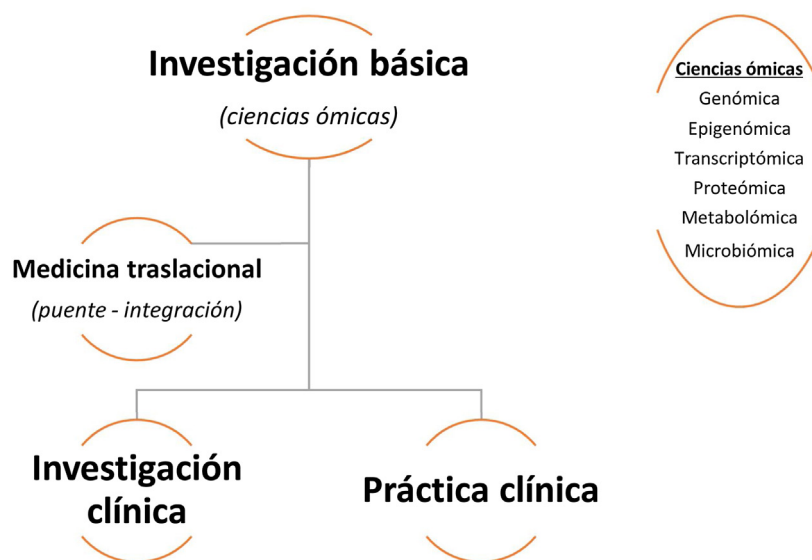 Investigación básica
(ciencias ómicas)
Medicina traslacional
(puente - integración)
Investigación
clínica
Práctica clínica
Ciencias ómicas
Genómica
Epigenómica
Transcriptómica
Proteómica
Metabolómica
Microbiómica